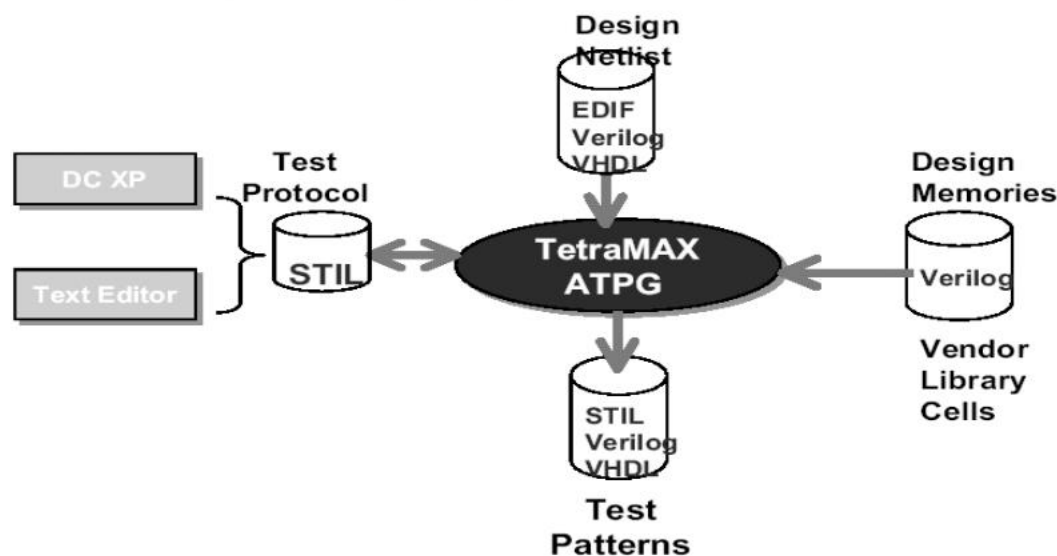 Design
Netlist
EDIF
Verilog
VHDL
DC XP
Text Editor
Test
Protocol
STIL
TetraMAX
ATPG
Design
Memories
Verilog
Vendor
Library
Cells
STIL
Verilog
VHDL
Test
Patterns